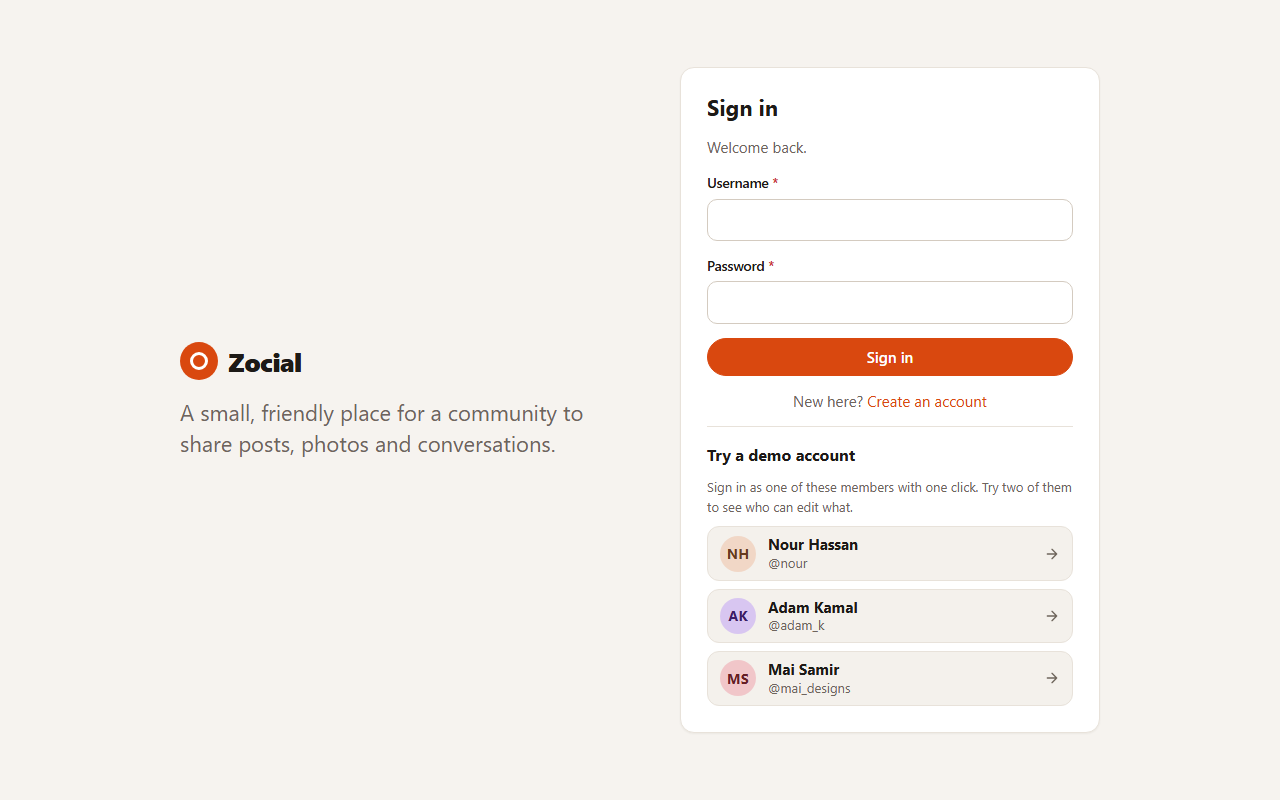 Zocial
A small, friendly place for a community to
share posts, photos and conversations.
Sign in
Welcome back.
Username *
Password *
Sign in
New here? Create an account
Try a demo account
Sign in as one of these members with one click. Try two of them
to see who can edit what.
NH
Nour Hassan
@nour
AK
Adam Kamal
@adam_k
MS
Mai Samir
@mai_designs